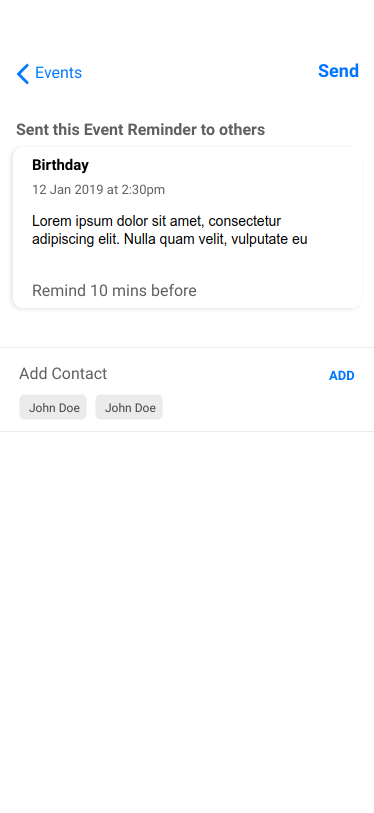 Events
Send
Sent this Event Reminder to others
Birthday
12 Jan 2019 at 2:30pm
Lorem ipsum dolor sit amet, consectetur
adipiscing elit. Nulla quam velit, vulputate eu
Remind 10 mins before
Add Contact
ADD
John Doe John Doe